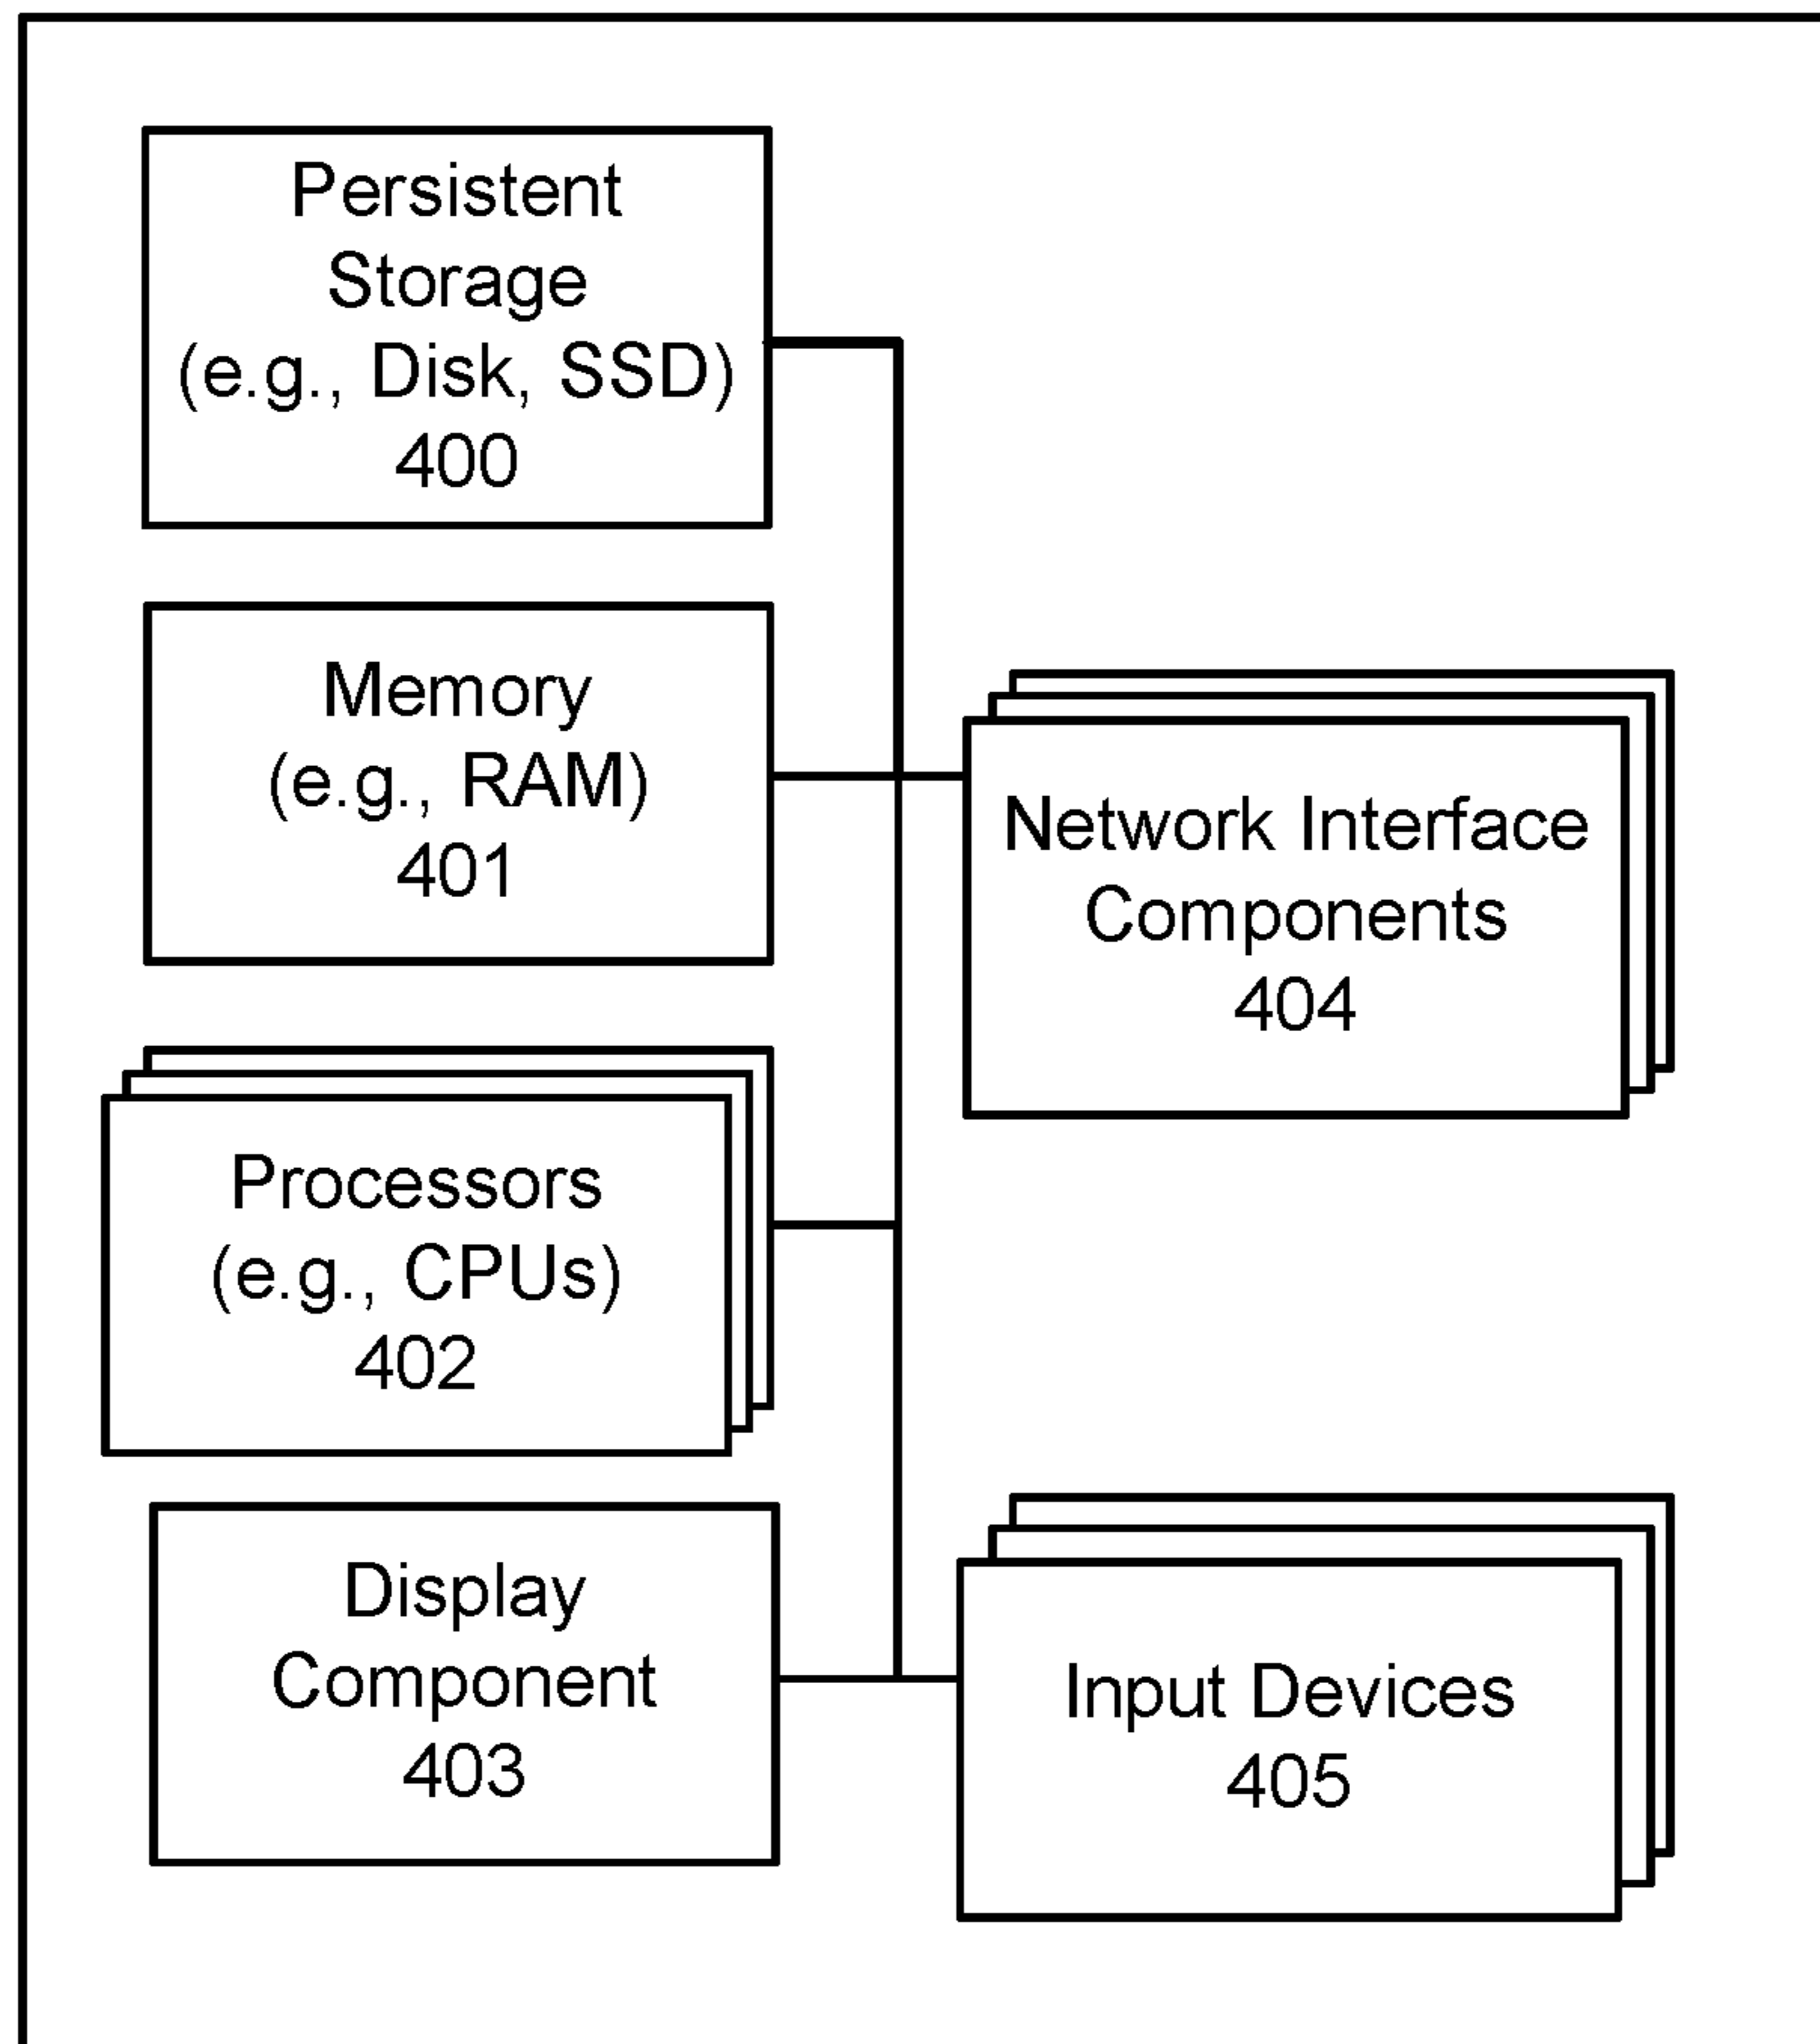 Persistent
Storage
(e.g., Disk, SSD)
400
Memory
(e.g., RAM)
401
Processors
(e.g., CPUs)
402
Display
Component
403
Network Interface
Components
404
Input Devices
405